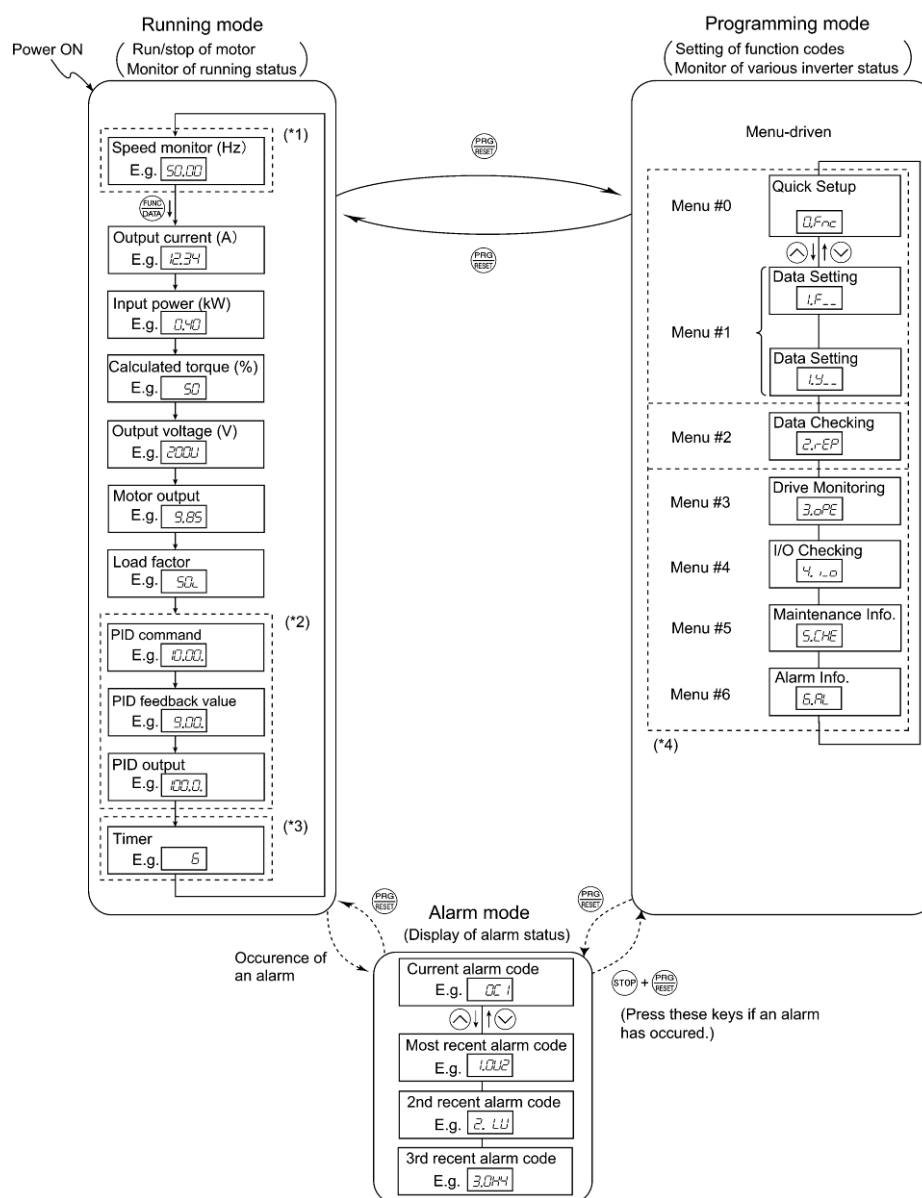 Running mode
Power ON
Run/stop of motor
Monitor of running status
(*1)
Speed monitor (Hz)
E.g. 50.00
FUNC
DATA
Output current (A)
E.g. 12.34
Input power (kW)
E.g. 0.40
Calculated torque (%)
E.g. 50
Output voltage (V)
E.g. 200U
Motor output
E.g. 9.85
Load factor
E.g. 50L
(*2)
PID command
E.g. 10.00.
PID feedback value
E.g. 9.00.
PID output
E.g. 100.0.
(*3)
Timer
E.g. 6
PRG
RESET
PRG
RESET
Programming mode
Setting of function codes
Monitor of various inverter status
Menu-driven
Menu #0
Quick Setup
0.Fnc
Menu #1
Data Setting
1.F__
Data Setting
1.y__
Menu #2
Data Checking
2.rEP
Menu #3
Drive Monitoring
3.oPE
Menu #4
I/O Checking
4.i_o
Menu #5
Maintenance Info.
5.CHE
Menu #6
Alarm Info.
6.AL
(*4)
PRG
RESET
Alarm mode
(Display of alarm status)
PRG
RESET
Occurence of
an alarm
Current alarm code
E.g. OC1
Most recent alarm code
E.g. 1.OU2
2nd recent alarm code
E.g. 2. LU
3rd recent alarm code
E.g. 3.OH4
STOP + PRG
RESET
(Press these keys if an alarm
has occured.)